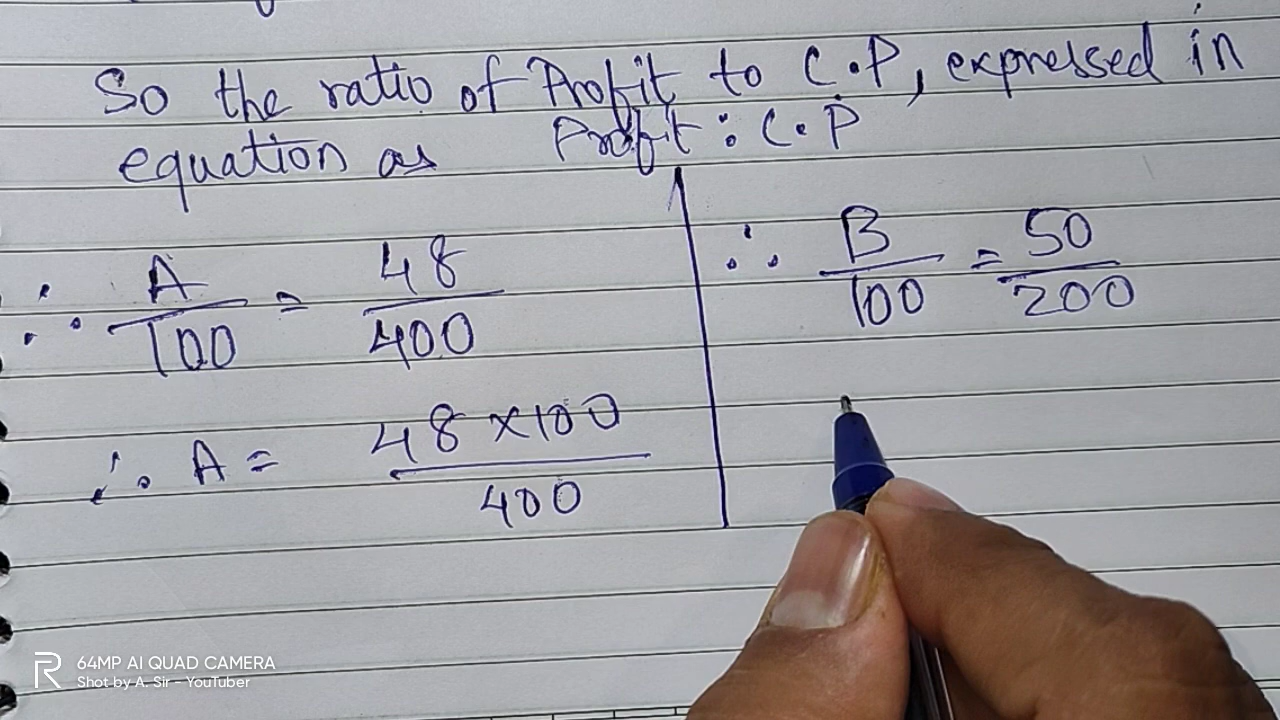 So the ratio of Profit to C.P, expressed in
equation as Profit : C.P
∴ A/100 = 48/400
∴ A = 48 × 100/400
∴ B/100 = 50/200
R
64MP AI QUAD CAMERA
Shot by A. Sir - YouTuber